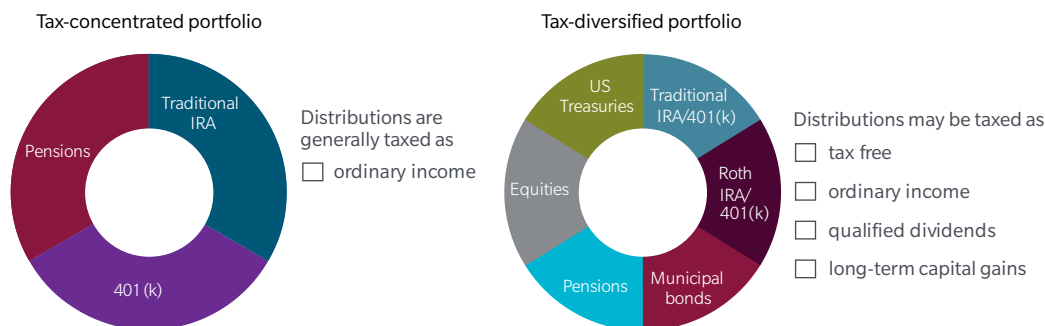 Tax-concentrated portfolio
Traditional
IRA
Pensions
401(k)
Distributions are
generally taxed as
ordinary income
Tax-diversified portfolio
US
Treasuries
Traditional
IRA/401(k)
Equities
Roth
IRA/
401(k)
Pensions
Municipal
bonds
Distributions may be taxed as
tax free
ordinary income
qualified dividends
long-term capital gains